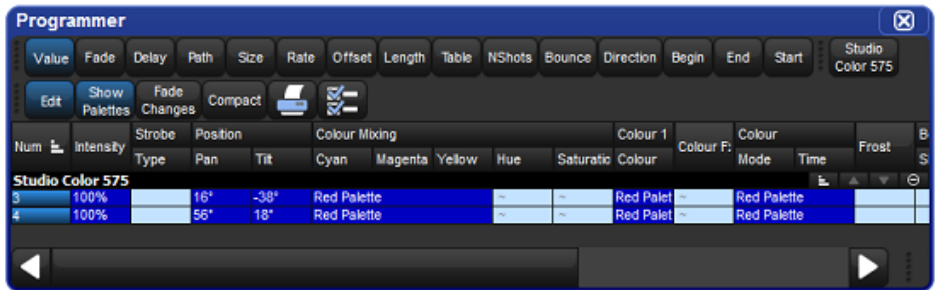 Programmer
Value Fade Delay Path Size Rate Offset Length Table NShots Bounce Direction Begin End Start Studio Color 575
Edit Show Palettes Fade Changes Compact
Num Intensity Strobe Position Colour Mixing Colour 1 Colour F: Colour Frost B
Type Pan Tilt Cyan Magenta Yellow Hue Saturatio Colour Mode Time S
Studio Color 575
3 100% 16° -38° Red Palette ~ ~ Red Palet ~ Red Palette
4 100% 56° 18° Red Palette ~ ~ Red Palet ~ Red Palette